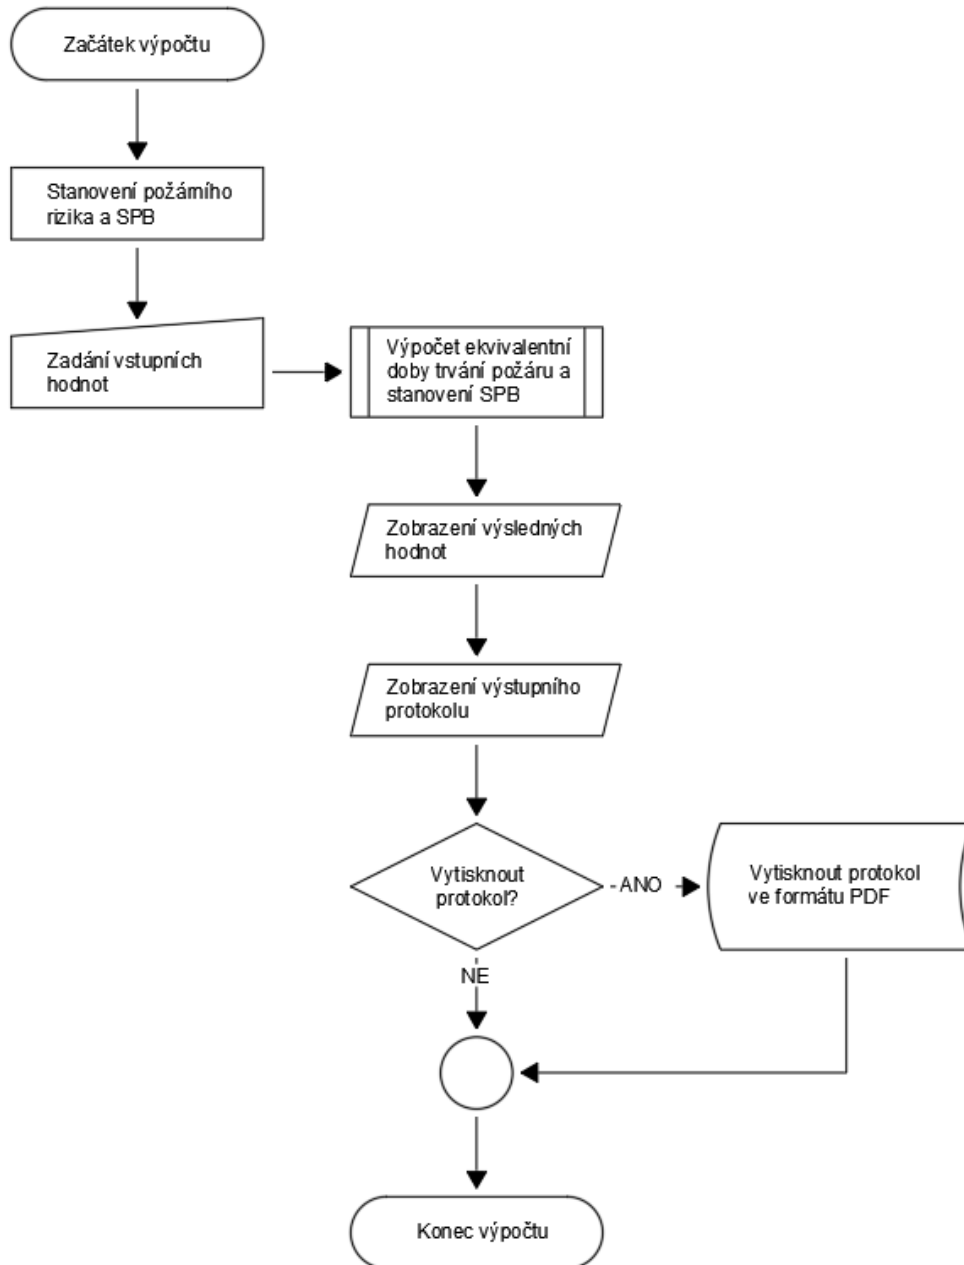 Začátek výpočtu
Stanovení požárního
rizika a SPB
Zadání vstupních
hodnot
Výpočet ekvivalentní
doby trvání požáru a
stanovení SPB
Zobrazení výsledných
hodnot
Zobrazení výstupního
protokolu
Vytisknout
protokol?
ANO
Vytisknout protokol
ve formátu PDF
NE
Konec výpočtu